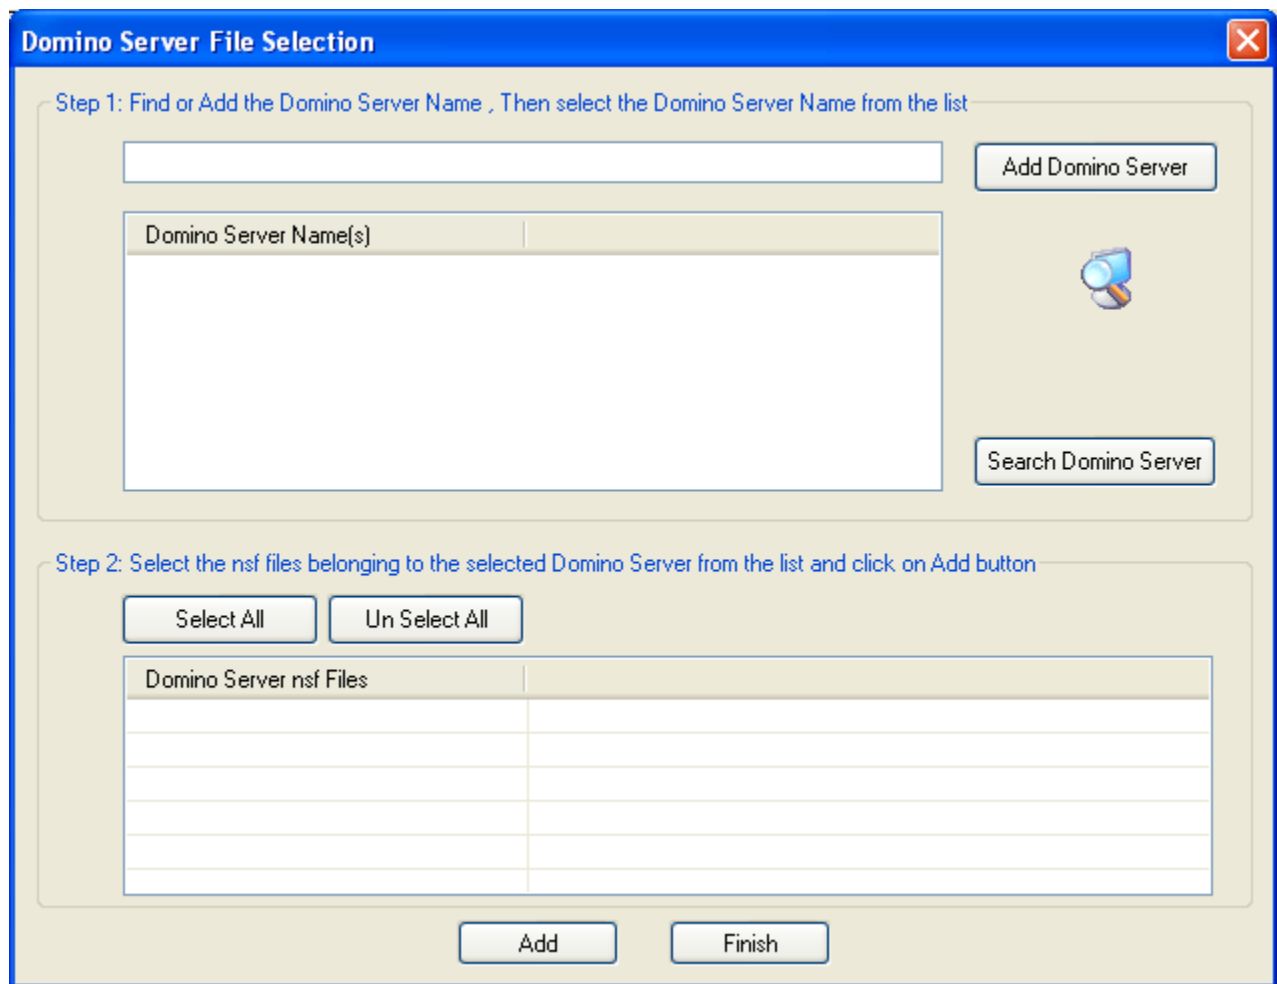 Domino Server File Selection
Step 1: Find or Add the Domino Server Name , Then select the Domino Server Name from the list
Add Domino Server
Domino Server Name(s)
Search Domino Server
Step 2: Select the nsf files belonging to the selected Domino Server from the list and click on Add button
Select All Un Select All
Domino Server nsf Files
Add Finish